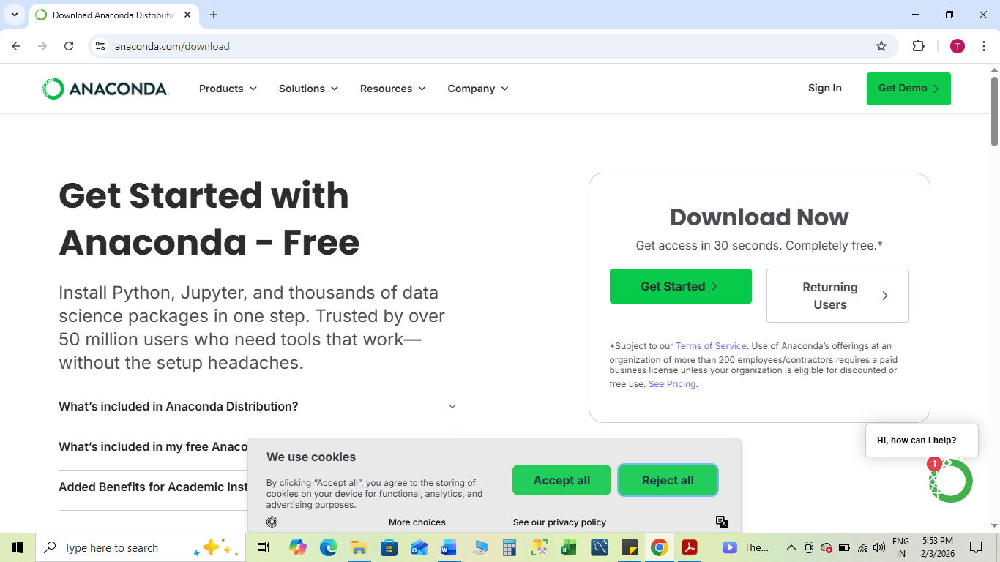 Download Anaconda Distributic
anaconda.com/download
T
ANACONDA
Products
Solutions
Resources
Company
Sign In
Get Demo
Get Started with
Anaconda - Free
Install Python, Jupyter, and thousands of data
science packages in one step. Trusted by over
50 million users who need tools that work—
without the setup headaches.
What's included in Anaconda Distribution?
What's included in my free Anaco
Added Benefits for Academic Inst
Download Now
Get access in 30 seconds. Completely free.*
Get Started
Returning
Users
*Subject to our Terms of Service. Use of Anaconda's offerings at an
organization of more than 200 employees/contractors requires a paid
business license unless your organization is eligible for discounted or
free use. See Pricing.
Hi, how can I help?
1
We use cookies
By clicking “Accept all”, you agree to the storing of
cookies on your device for functional, analytics, and
advertising purposes.
Accept all
Reject all
More choices
See our privacy policy
Type here to search
The...
ENG
IN
5:53 PM
2/3/2026